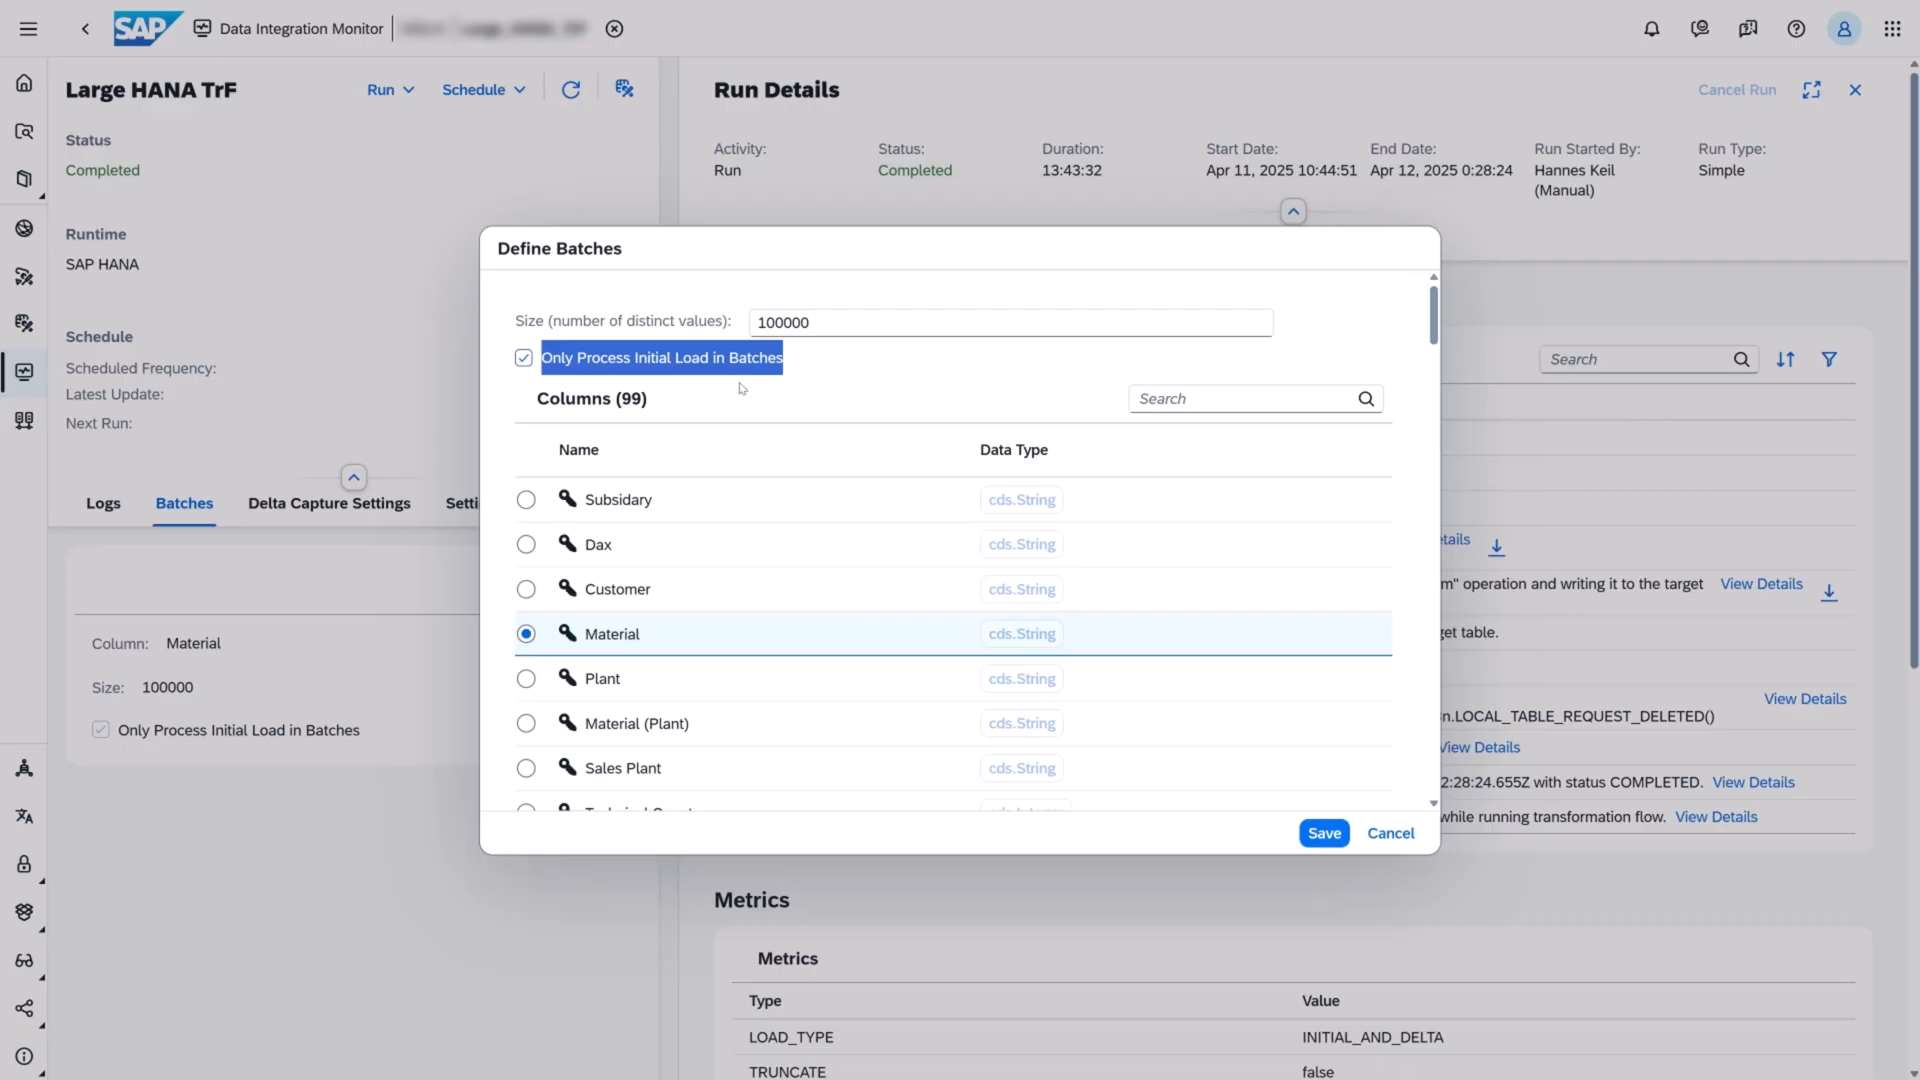 SAP
Data Integration Monitor
Large HANA TrF
Run
Schedule
Status
Completed
Runtime
SAP HANA
Schedule
Scheduled Frequency:
Latest Update:
Next Run:
Logs
Batches
Delta Capture Settings
Setti
Column: Material
Size: 100000
Only Process Initial Load in Batches
Run Details
Cancel Run
Activity:
Run
Status:
Completed
Duration:
13:43:32
Start Date:
Apr 11, 2025 10:44:51
End Date:
Apr 12, 2025 0:28:24
Run Started By:
Hannes Keil
(Manual)
Run Type:
Simple
Define Batches
Size (number of distinct values): 100000
Only Process Initial Load in Batches
Columns (99)
Search
Name Data Type
Subsidary cds.String
Dax cds.String
Customer cds.String
Material cds.String
Plant cds.String
Material (Plant) cds.String
Sales Plant cds.String
Save
Cancel
Search
etails
m" operation and writing it to the target View Details
get table.
View Details
n.LOCAL_TABLE_REQUEST_DELETED()
View Details
2:28:24.655Z with status COMPLETED. View Details
while running transformation flow. View Details
Metrics
Metrics
Type Value
LOAD_TYPE INITIAL_AND_DELTA
TRUNCATE false